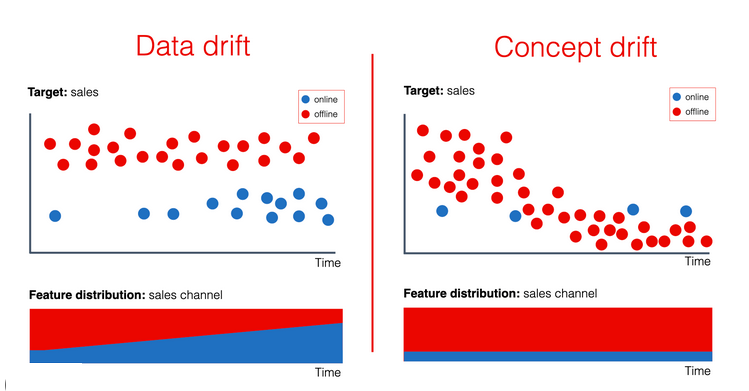 Data drift
Target: sales
online
offline
Time
Feature distribution: sales channel
Time
Concept drift
Target: sales
online
offline
Time
Feature distribution: sales channel
Time